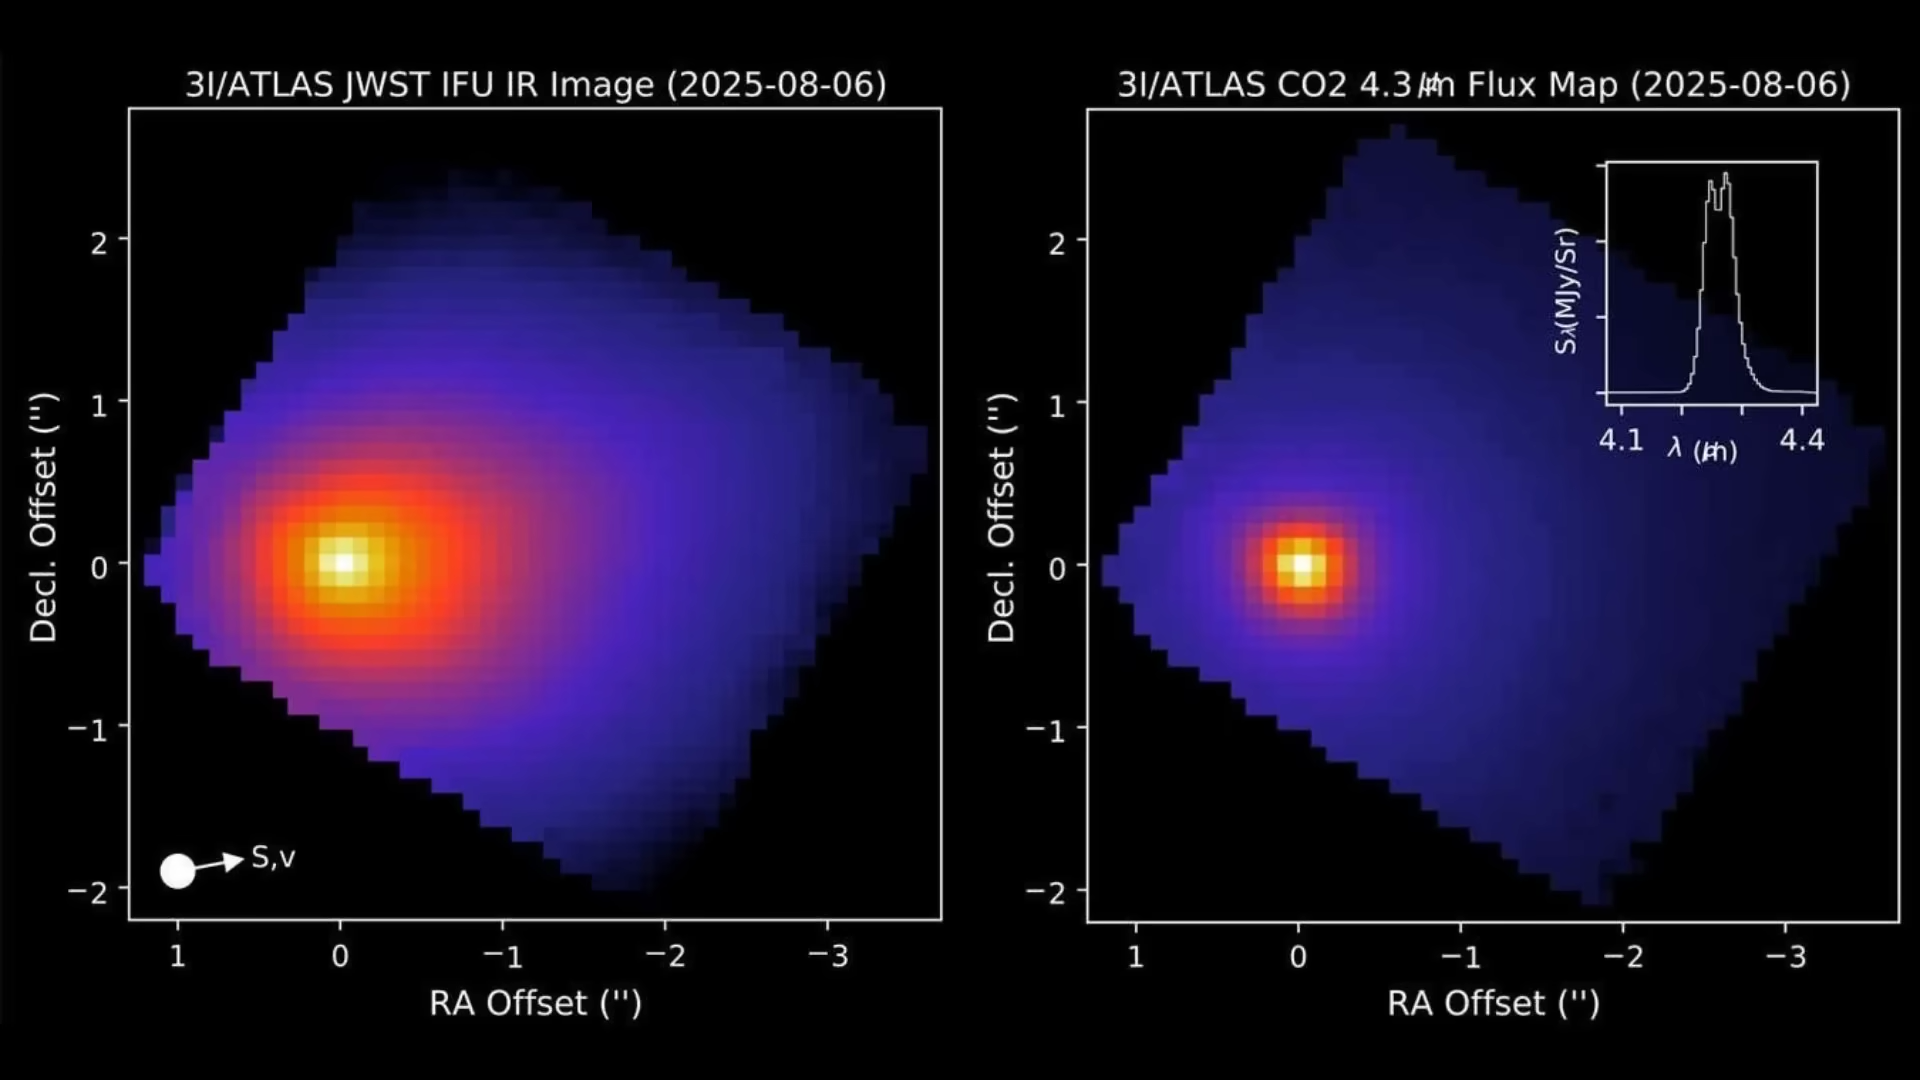 3I/ATLAS JWST IFU IR Image (2025-08-06)
Decl. Offset ('')
2
1
0
−1
−2
S,v
1
0
−1
−2
−3
RA Offset ('')
3I/ATLAS CO2 4.3μm Flux Map (2025-08-06)
Decl. Offset ('')
2
1
0
−1
−2
Sλ(MJy/Sr)
4.1
4.4
λ (μm)
1
0
−1
−2
−3
RA Offset ('')